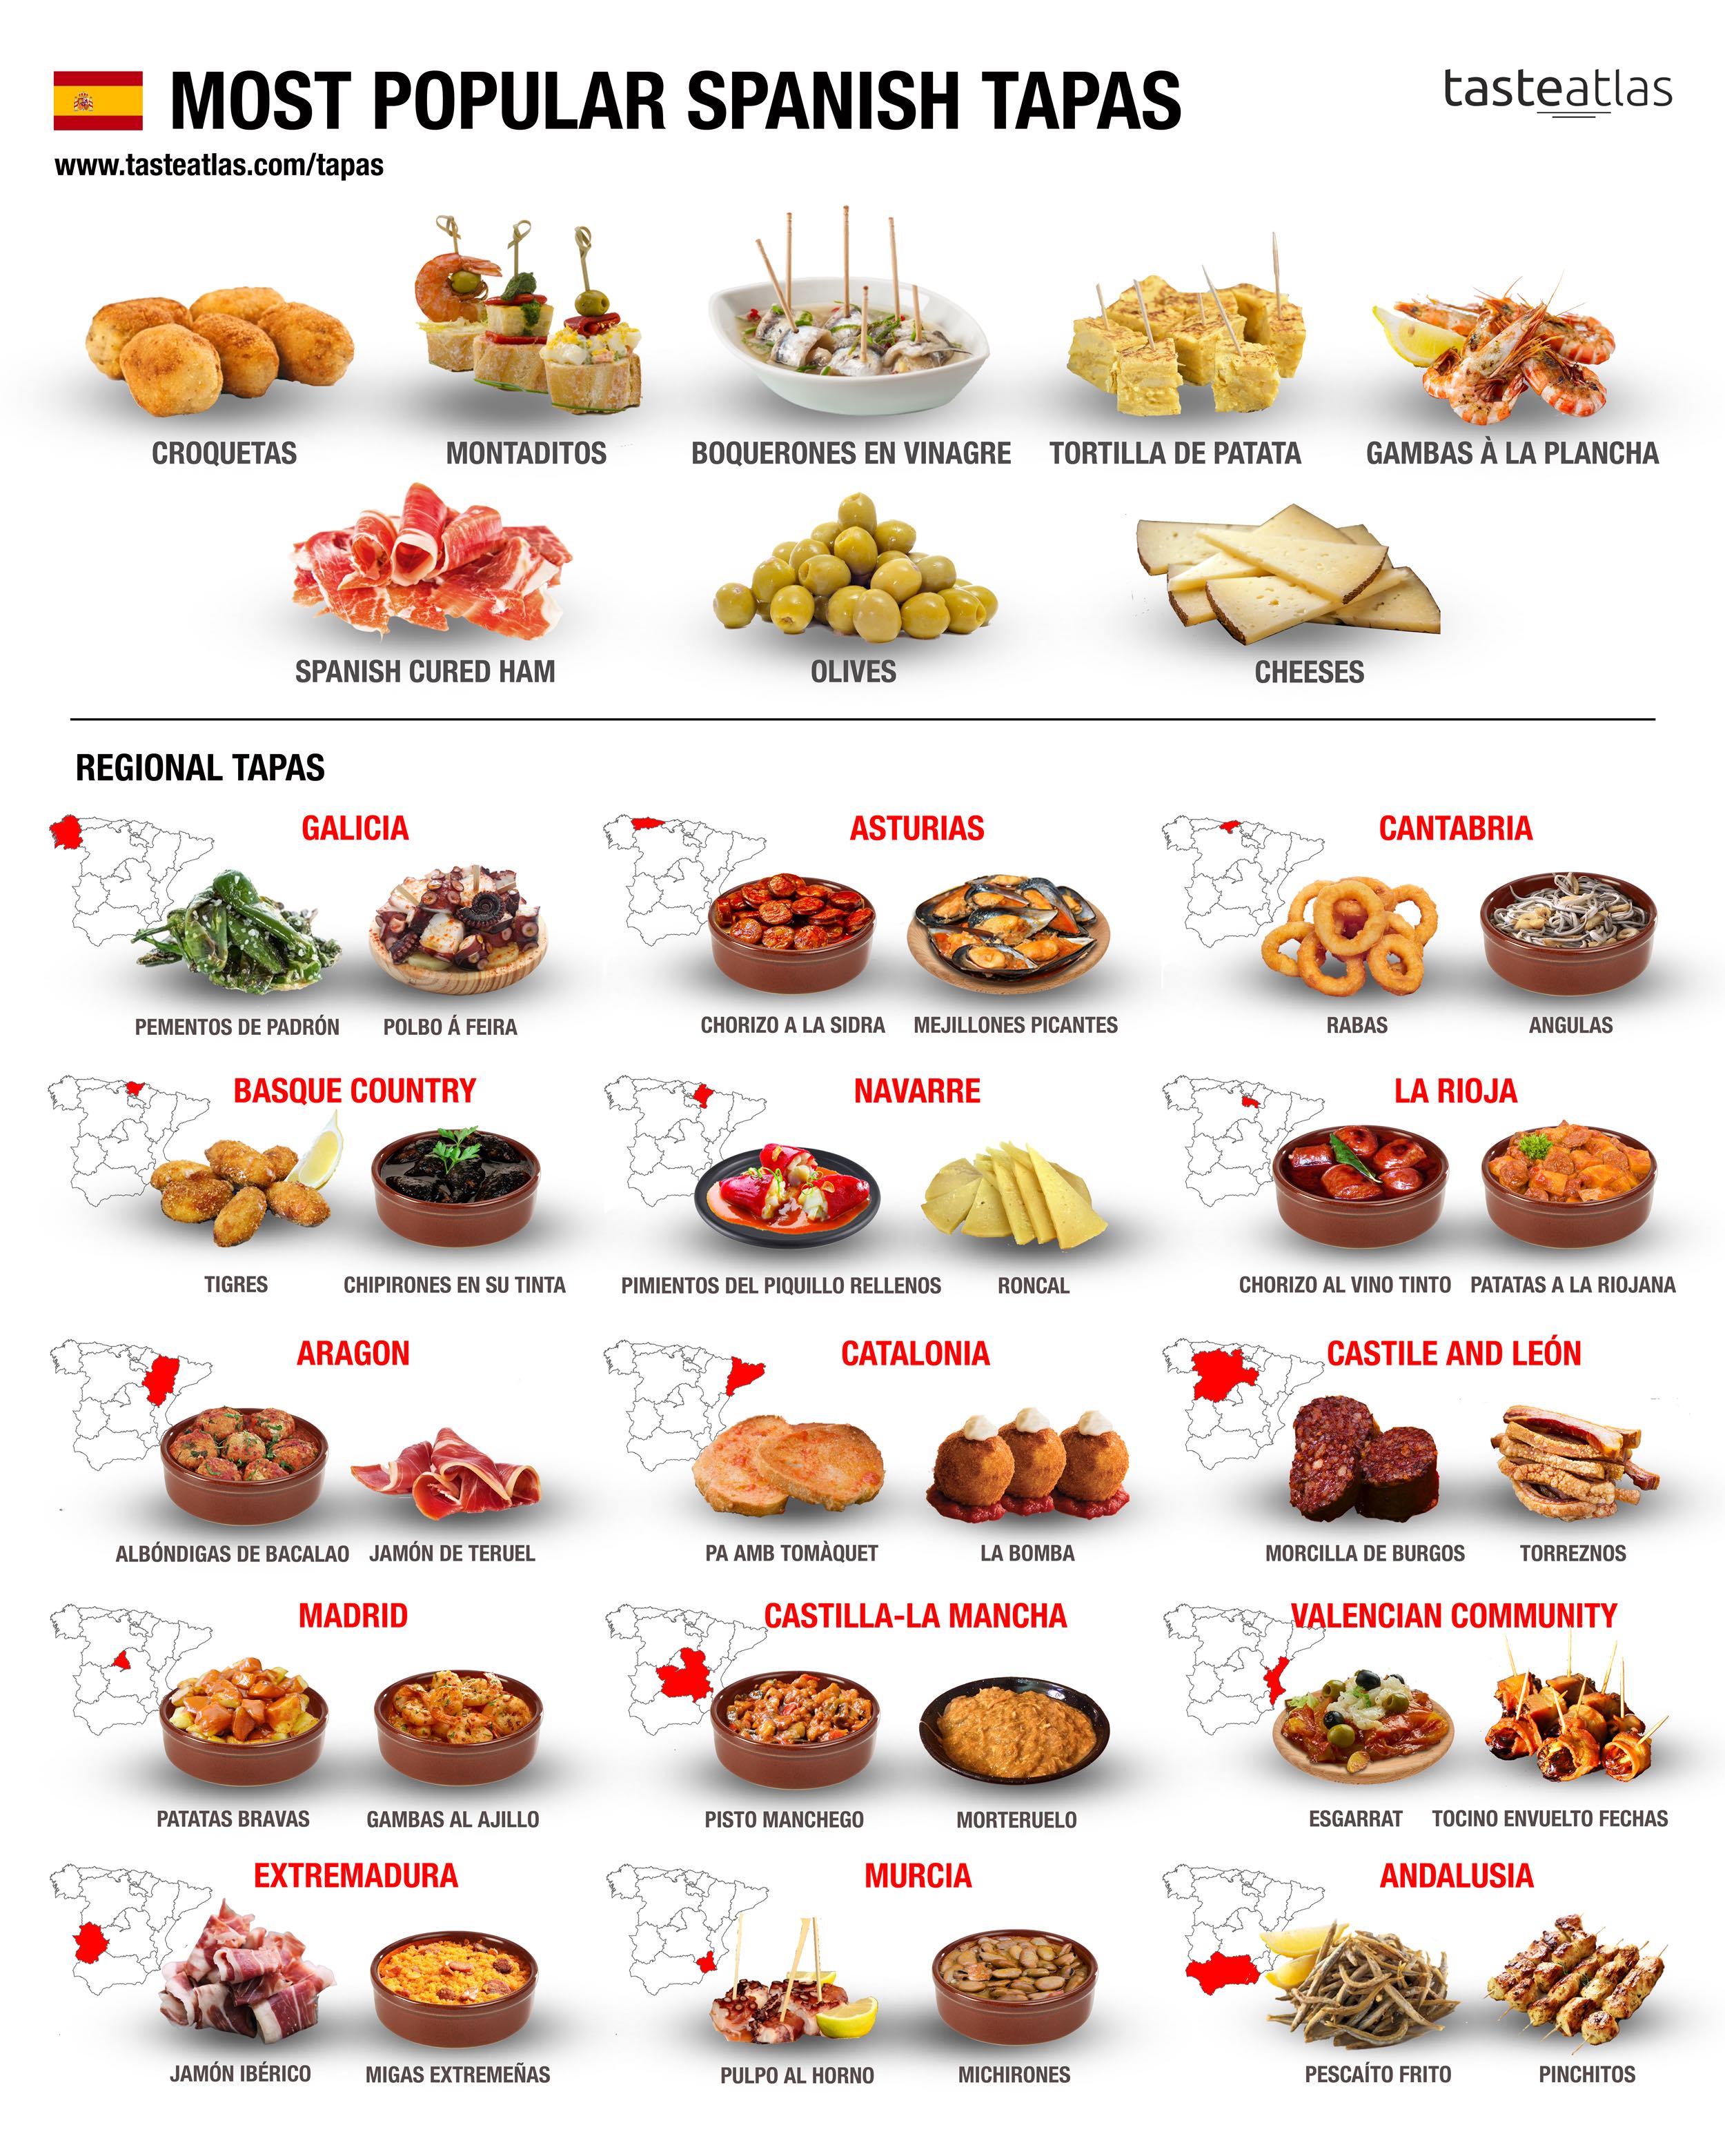 MOST POPULAR SPANISH TAPAS
tasteatlas
www.tasteatlas.com/tapas
CROQUETAS
MONTADITOS
BOQUERONES EN VINAGRE
TORTILLA DE PATATA
GAMBAS À LA PLANCHA
SPANISH CURED HAM
OLIVES
CHEESES
REGIONAL TAPAS
GALICIA
PEMENTOS DE PADRÓN
POLBO Á FEIRA
ASTURIAS
CHORIZO A LA SIDRA
MEJILLONES PICANTES
CANTABRIA
RABAS
ANGULAS
BASQUE COUNTRY
TIGRES
CHIPIRONES EN SU TINTA
NAVARRE
PIMIENTOS DEL PIQUILLO RELLENOS
RONCAL
LA RIOJA
CHORIZO AL VINO TINTO
PATATAS A LA RIOJANA
ARAGON
ALBÓNDIGAS DE BACALAO
JAMÓN DE TERUEL
CATALONIA
PA AMB TOMÀQUET
LA BOMBA
CASTILE AND LEÓN
MORCILLA DE BURGOS
TORREZNOS
MADRID
PATATAS BRAVAS
GAMBAS AL AJILLO
CASTILLA-LA MANCHA
PISTO MANCHEGO
MORTERUELO
VALENCIAN COMMUNITY
ESGARRAT
TOCINO ENVUELTO FECHAS
EXTREMADURA
JAMÓN IBÉRICO
MIGAS EXTREMEÑAS
MURCIA
PULPO AL HORNO
MICHIRONES
ANDALUSIA
PESCAÍTO FRITO
PINCHITOS